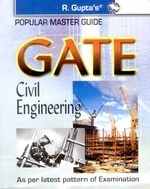 R. Gupta's®
POPULAR MASTER GUIDE
GATE
Civil
Engineering
As per latest pattern of Examination